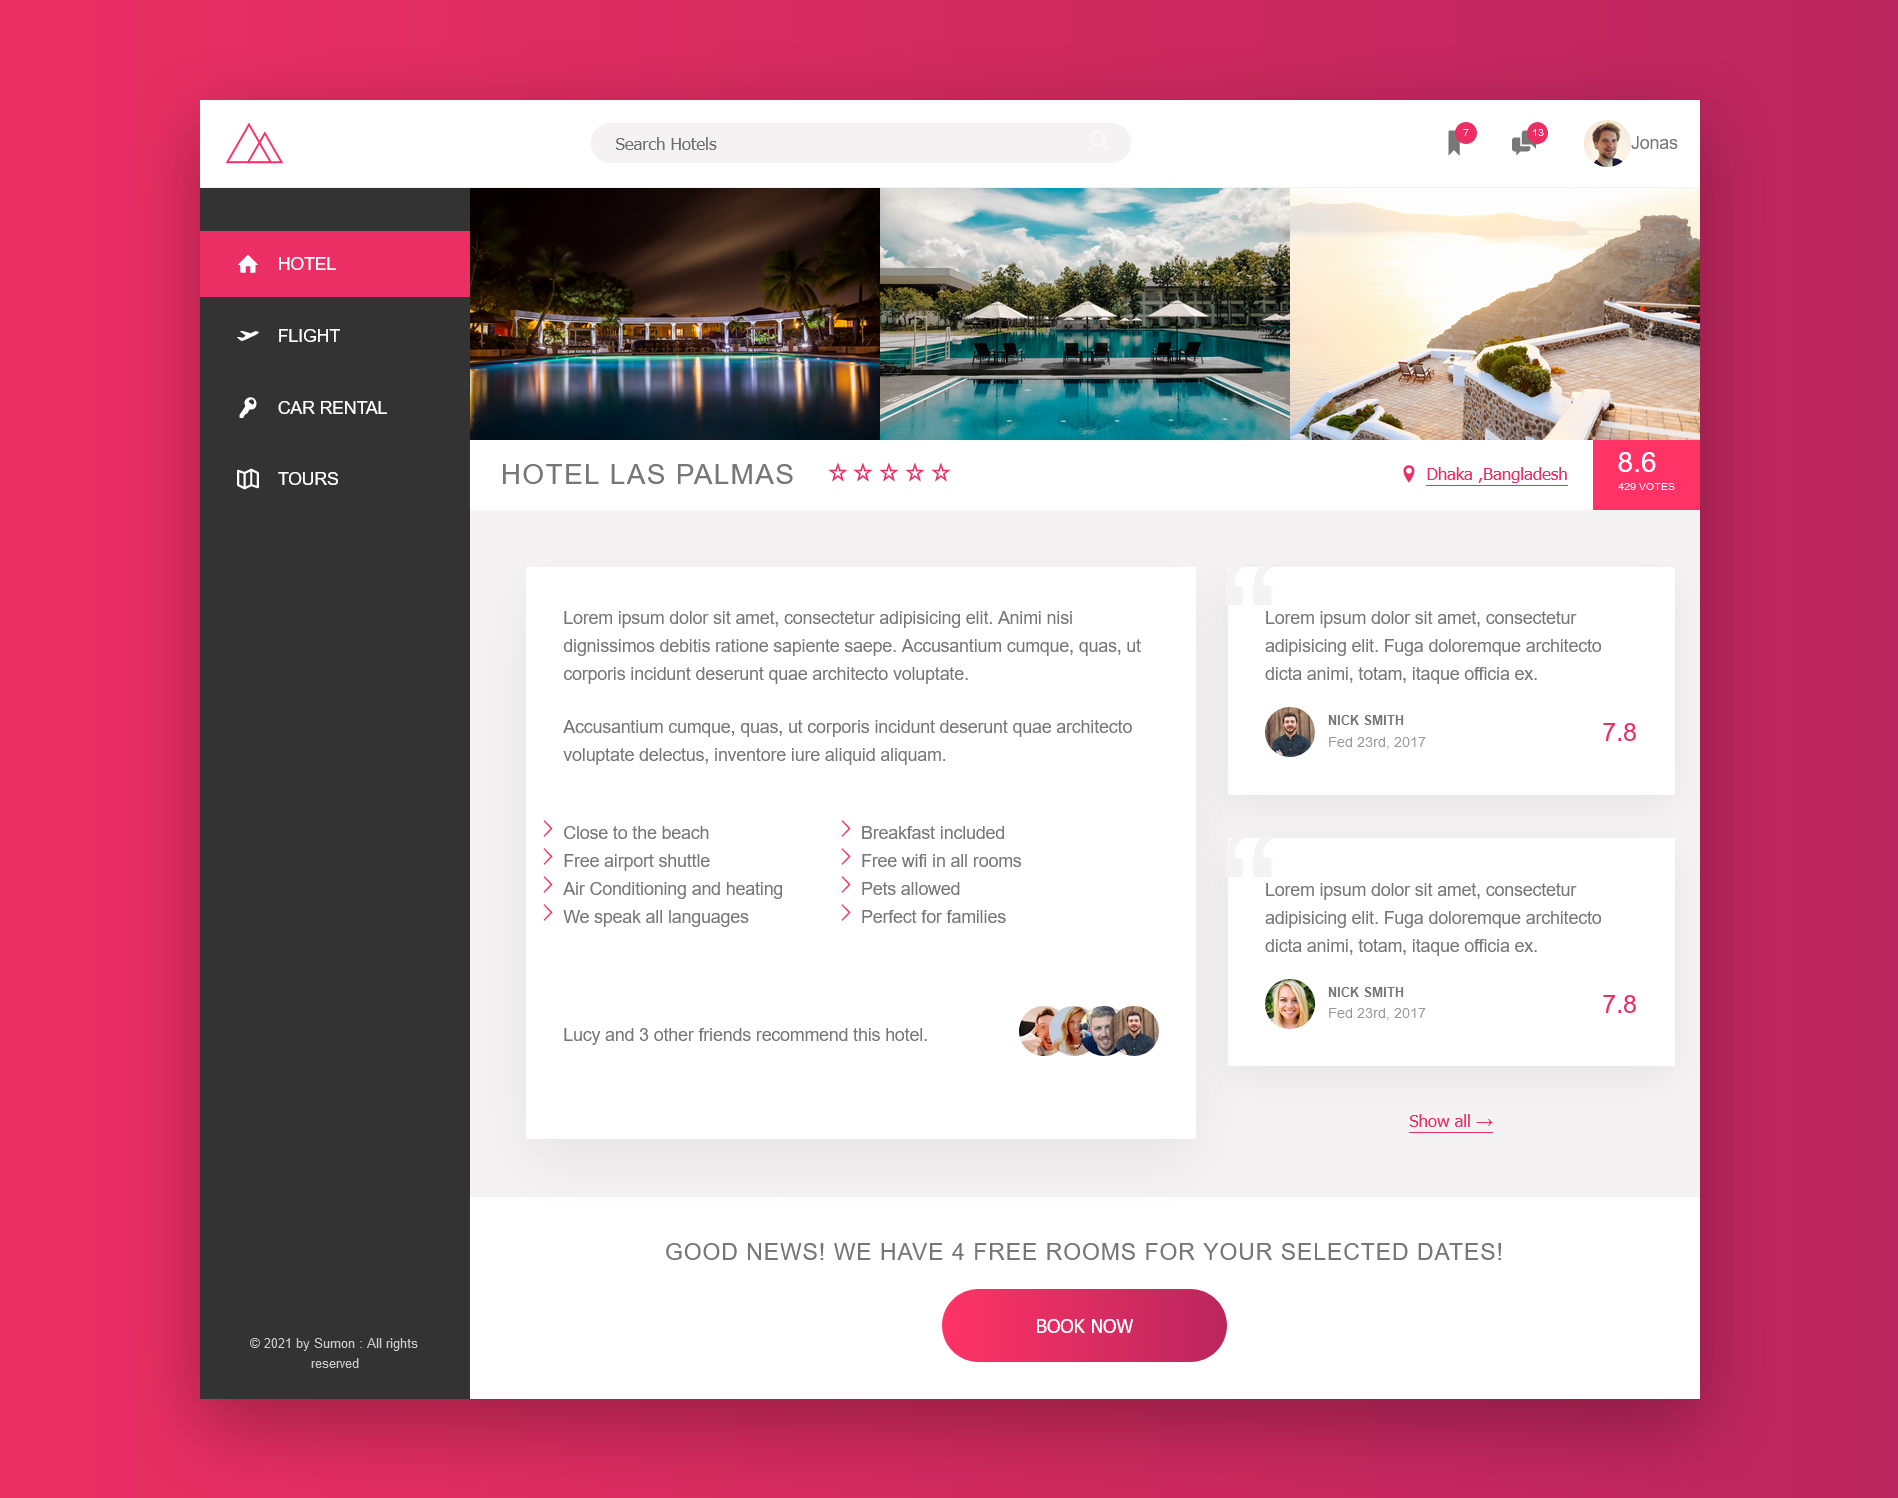 Search Hotels
7
13
Jonas
HOTEL
FLIGHT
CAR RENTAL
TOURS
© 2021 by Sumon : All rights
reserved
HOTEL LAS PALMAS
Dhaka ,Bangladesh
8.6
429 VOTES
Lorem ipsum dolor sit amet, consectetur adipisicing elit. Animi nisi
dignissimos debitis ratione sapiente saepe. Accusantium cumque, quas, ut
corporis incidunt deserunt quae architecto voluptate.
Accusantium cumque, quas, ut corporis incidunt deserunt quae architecto
voluptate delectus, inventore iure aliquid aliquam.
Close to the beach
Free airport shuttle
Air Conditioning and heating
We speak all languages
Breakfast included
Free wifi in all rooms
Pets allowed
Perfect for families
Lucy and 3 other friends recommend this hotel.
“
Lorem ipsum dolor sit amet, consectetur
adipisicing elit. Fuga doloremque architecto
dicta animi, totam, itaque officia ex.
NICK SMITH
Fed 23rd, 2017
7.8
“
Lorem ipsum dolor sit amet, consectetur
adipisicing elit. Fuga doloremque architecto
dicta animi, totam, itaque officia ex.
NICK SMITH
Fed 23rd, 2017
7.8
Show all →
GOOD NEWS! WE HAVE 4 FREE ROOMS FOR YOUR SELECTED DATES!
BOOK NOW